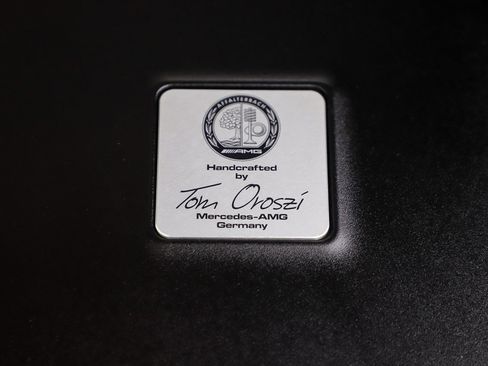 AFFALTERBACH
AMG
Handcrafted
by
Tom Oroszi
Mercedes-AMG
Germany